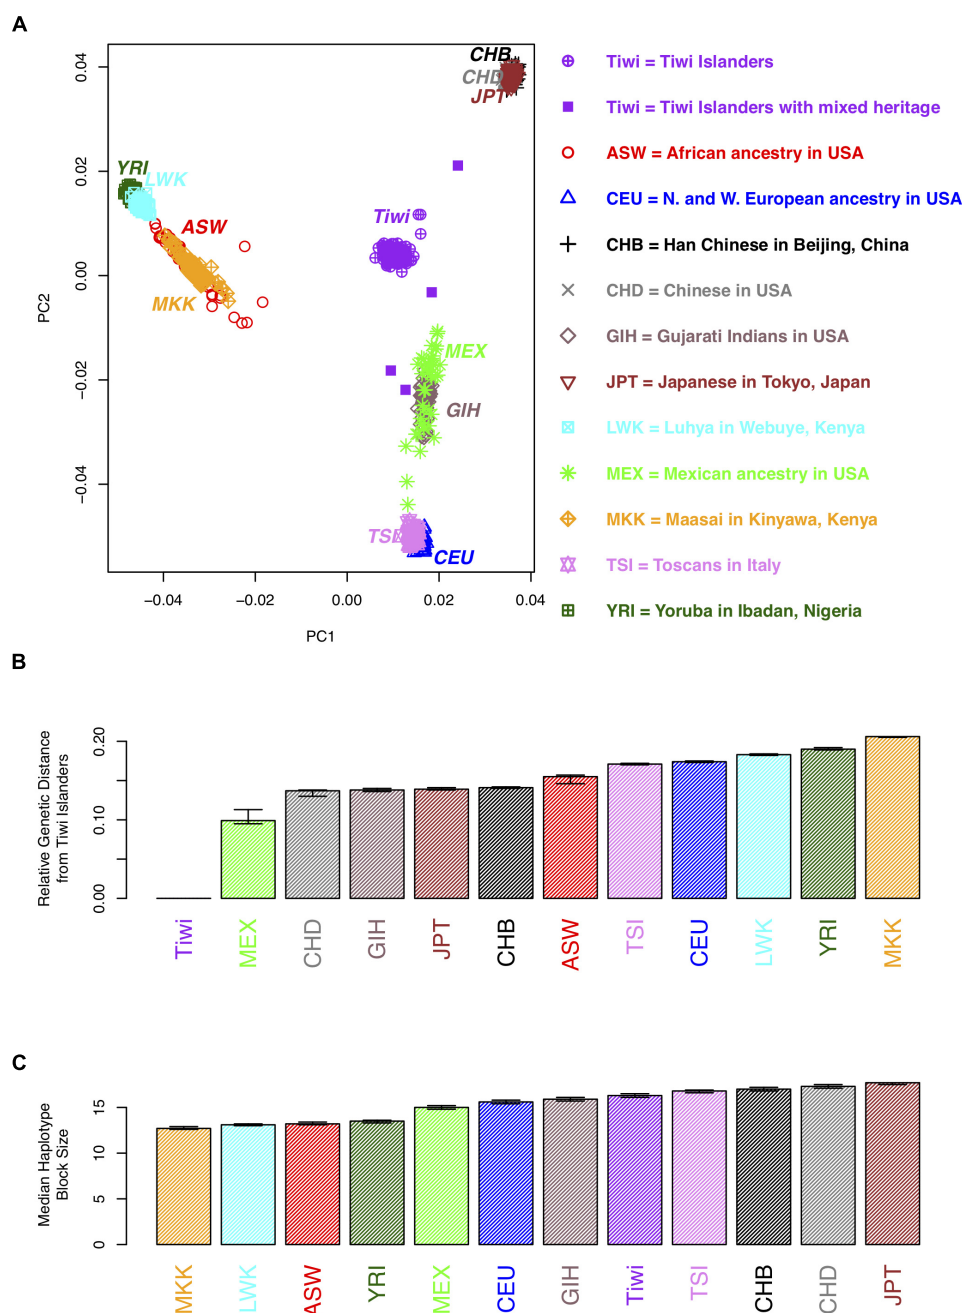 A
CHB
CHD
JPT
YRI
LWK
ASW
MKK
Tiwi
MEX
GIH
TSI
CEU
0.04
0.02
0.00
−0.02
−0.04
PC2
−0.04
−0.02
0.00
0.02
0.04
PC1
Tiwi = Tiwi Islanders
Tiwi = Tiwi Islanders with mixed heritage
ASW = African ancestry in USA
CEU = N. and W. European ancestry in USA
CHB = Han Chinese in Beijing, China
CHD = Chinese in USA
GIH = Gujarati Indians in USA
JPT = Japanese in Tokyo, Japan
LWK = Luhya in Webuye, Kenya
MEX = Mexican ancestry in USA
MKK = Maasai in Kinyawa, Kenya
TSI = Toscans in Italy
YRI = Yoruba in Ibadan, Nigeria
B
Relative Genetic Distance
from Tiwi Islanders
0.20
0.10
0.00
Tiwi
MEX
CHD
GIH
JPT
CHB
ASW
TSI
CEU
LWK
YRI
MKK
C
Median Haplotype
Block Size
15
10
5
0
MKK
LWK
ASW
YRI
MEX
CEU
GIH
Tiwi
TSI
CHB
CHD
JPT